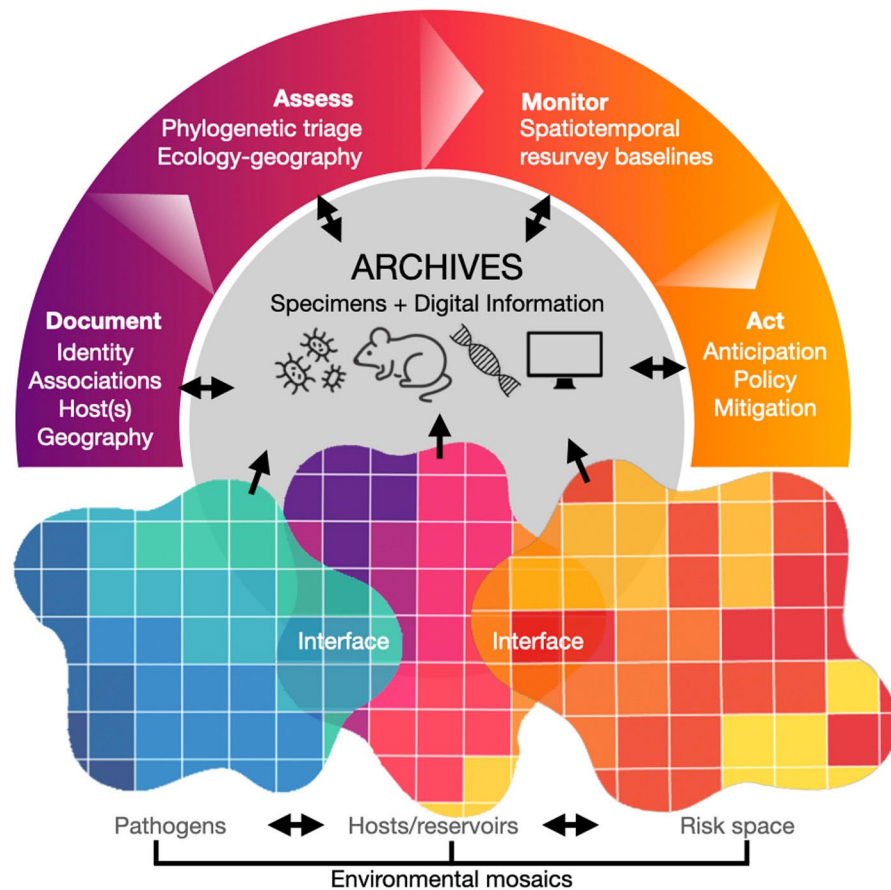 Assess
Phylogenetic triage
Ecology-geography
Monitor
Spatiotemporal
resurvey baselines
Document
Identity
Associations
Host(s)
Geography
ARCHIVES
Specimens + Digital Information
Act
Anticipation
Policy
Mitigation
Interface
Interface
Pathogens
Hosts/reservoirs
Risk space
Environmental mosaics